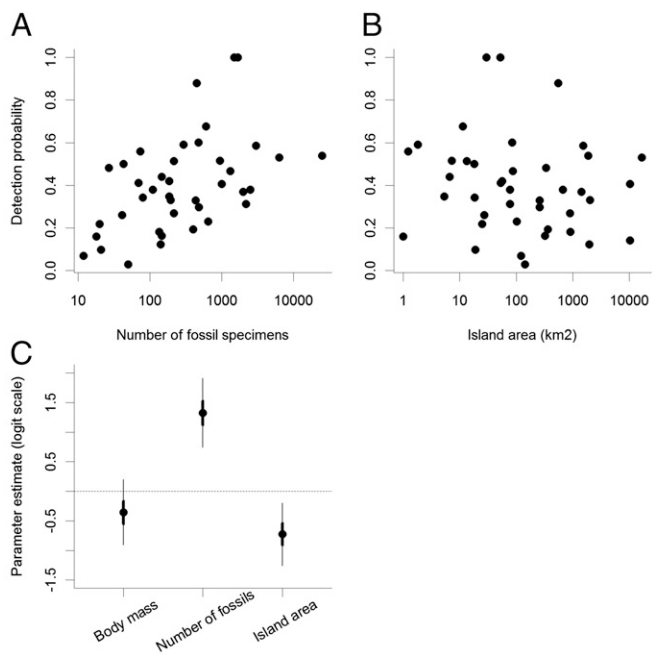 A
B
Detection probability
1.0
0.8
0.6
0.4
0.2
0.0
10 100 1000 10000
Number of fossil specimens
1.0
0.8
0.6
0.4
0.2
0.0
1 10 100 1000 10000
Island area (km2)
C
Parameter estimate (logit scale)
1.5
0.5
-0.5
-1.5
Body mass
Number of fossils
Island area